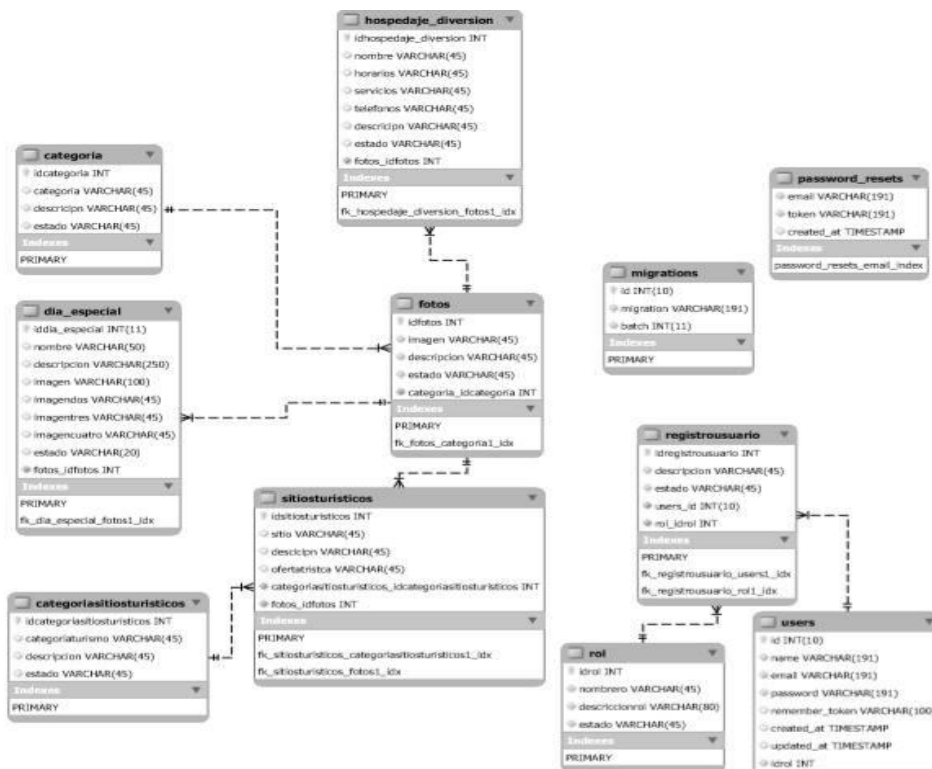 hospedaje_diversion
idhospedaje_diversion INT
nombre VARCHAR(45)
horarios VARCHAR(45)
servicios VARCHAR(45)
telefonos VARCHAR(45)
descricipn VARCHAR(45)
estado VARCHAR(45)
fotos_idfotos INT
Indexes
PRIMARY
fk_hospedaje_diversion_fotos1_idx
categoria
idcategoria INT
categoria VARCHAR(45)
descricipn VARCHAR(45)
estado VARCHAR(45)
Indexes
PRIMARY
password_resets
email VARCHAR(191)
token VARCHAR(191)
created_at TIMESTAMP
Indexes
password_resets_email_index
migrations
id INT(10)
migration VARCHAR(191)
batch INT(11)
Indexes
PRIMARY
dia_especial
iddia_especial INT(11)
nombre VARCHAR(50)
descripcion VARCHAR(250)
imagen VARCHAR(100)
imagendos VARCHAR(45)
imagentres VARCHAR(45)
imagencuatro VARCHAR(45)
estado VARCHAR(20)
fotos_idfotos INT
Indexes
PRIMARY
fk_dia_especial_fotos1_idx
fotos
idfotos INT
imagen VARCHAR(45)
descripcion VARCHAR(45)
estado VARCHAR(45)
categoria_idcategoria INT
Indexes
PRIMARY
fk_fotos_categoria1_idx
registrousuario
idregistrousuario INT
descripcion VARCHAR(45)
estado VARCHAR(45)
users_id INT(10)
rol_idrol INT
Indexes
PRIMARY
fk_registrousuario_users1_idx
fk_registrousuario_rol1_idx
sitiosturisticos
idsitiosturisticos INT
sitio VARCHAR(45)
descicipn VARCHAR(45)
ofertatristca VARCHAR(45)
categoriasitiosturisticos_idcategoriasitiosturisticos INT
fotos_idfotos INT
Indexes
PRIMARY
fk_sitiosturisticos_categoriasitiosturisticos1_idx
fk_sitiosturisticos_fotos1_idx
categoriasitiosturisticos
idcategoriasitiosturisticos INT
categoriaturismo VARCHAR(45)
descripcion VARCHAR(45)
estado VARCHAR(45)
Indexes
PRIMARY
rol
idrol INT
nombrero VARCHAR(45)
descriccionrol VARCHAR(80)
estado VARCHAR(45)
Indexes
PRIMARY
users
id INT(10)
name VARCHAR(191)
email VARCHAR(191)
password VARCHAR(191)
remember_token VARCHAR(100
created_at TIMESTAMP
updated_at TIMESTAMP
idrol INT